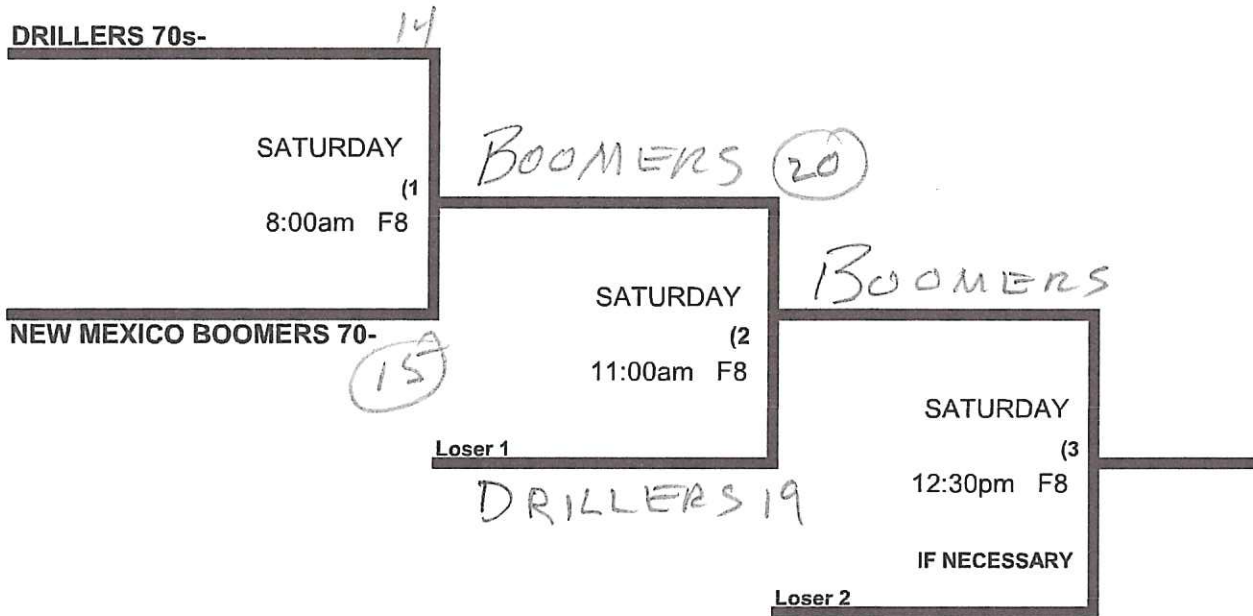 DRILLERS 70s- 14
SATURDAY
(1
8:00am F8
NEW MEXICO BOOMERS 70-
15
BOOMERS 20
SATURDAY
(2
11:00am F8
Loser 1
DRILLERS 19
BOOMERS
SATURDAY
(3
12:30pm F8
IF NECESSARY
Loser 2